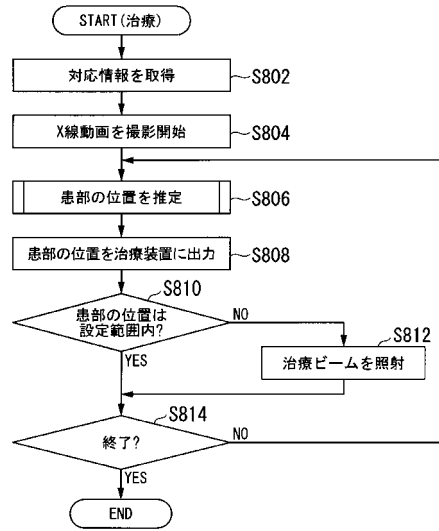 START(治療)
対応情報を取得
S802
X線動画を撮影開始
S804
患部の位置を推定
S806
患部の位置を治療装置に出力
S808
S810
患部の位置は
設定範囲内?
NO
YES
S812
治療ビームを照射
S814
終了?
NO
YES
END